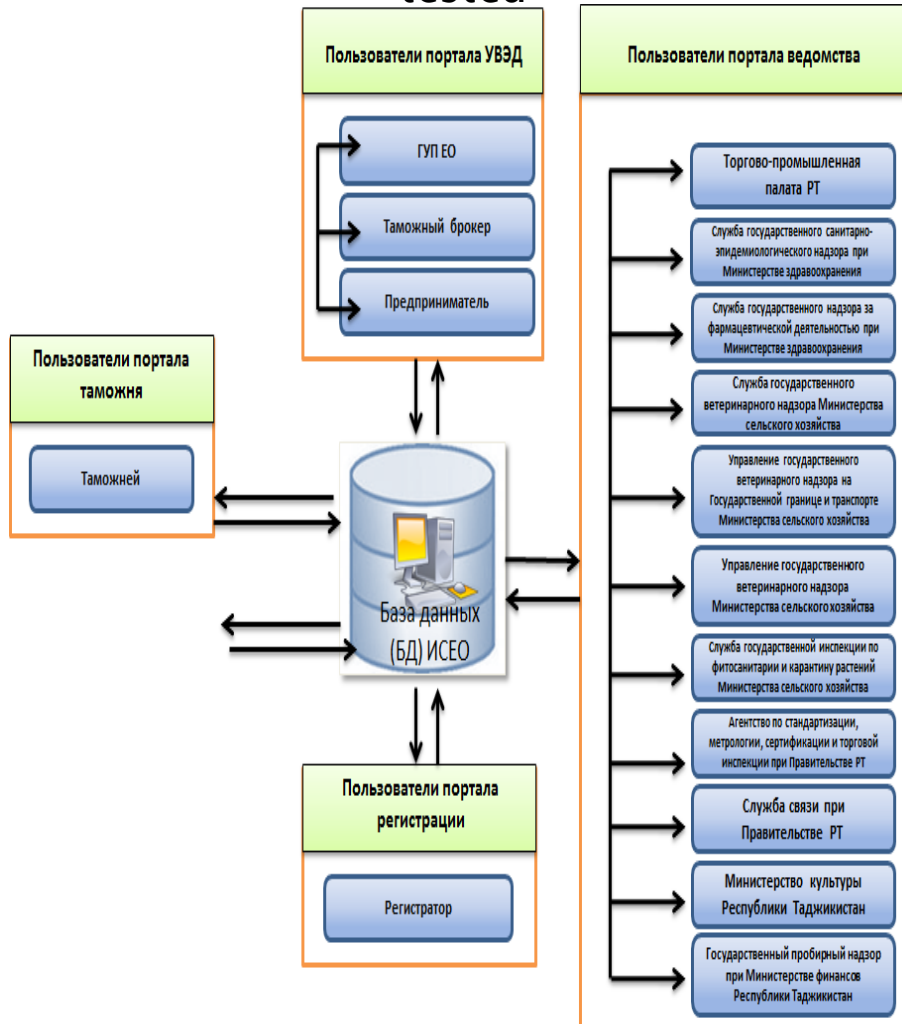 tested
Пользователи портала УВЭД
ГУП ЕО
Таможный брокер
Предприниматель
Пользователи портала
таможня
Таможней
База данных
(БД) ИСЕО
Пользователи портала
регистрации
Регистратор
Пользователи портала ведомства
Торгово-промышленная
палата РТ
Служба государственного санитарно-
эпидемиологического надзора при
Министерстве здравоохранения
Служба государственного надзора за
фармацевтической деятельностью при
Министерстве здравоохранения
Служба государственного
ветеринарного надзора Министерства
сельского хозяйства
Управление государственного
ветеринарного надзора на
Государственной границе и транспорте
Министерства сельского хозяйства
Управление государственного
ветеринарного надзора
Министерства сельского хозяйства
Служба государственной инспекции по
фитосанитарии и карантину растений
Министерства сельского хозяйства
Агентство по стандартизации,
метрологии, сертификации и торговой
инспекции при Правительстве РТ
Служба связи при
Правительстве РТ
Министерство культуры
Республики Таджикистан
Государственный пробирный надзор
при Министерстве финансов
Республики Таджикистан